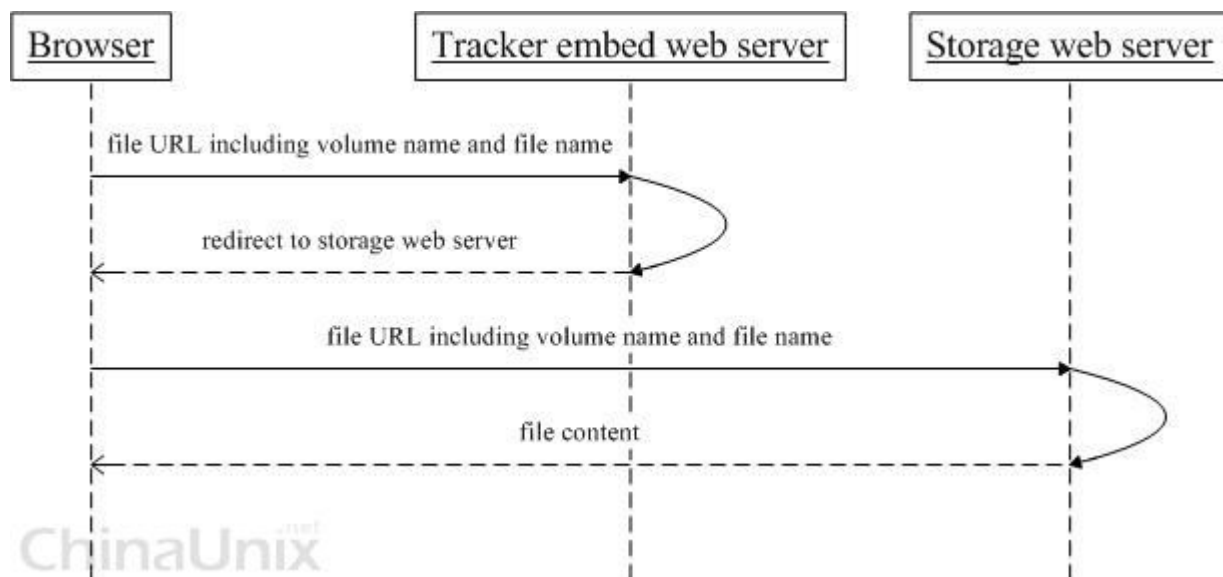 Browser
Tracker embed web server
Storage web server
file URL including volume name and file name
redirect to storage web server
file URL including volume name and file name
file content
ChinaUnix.net